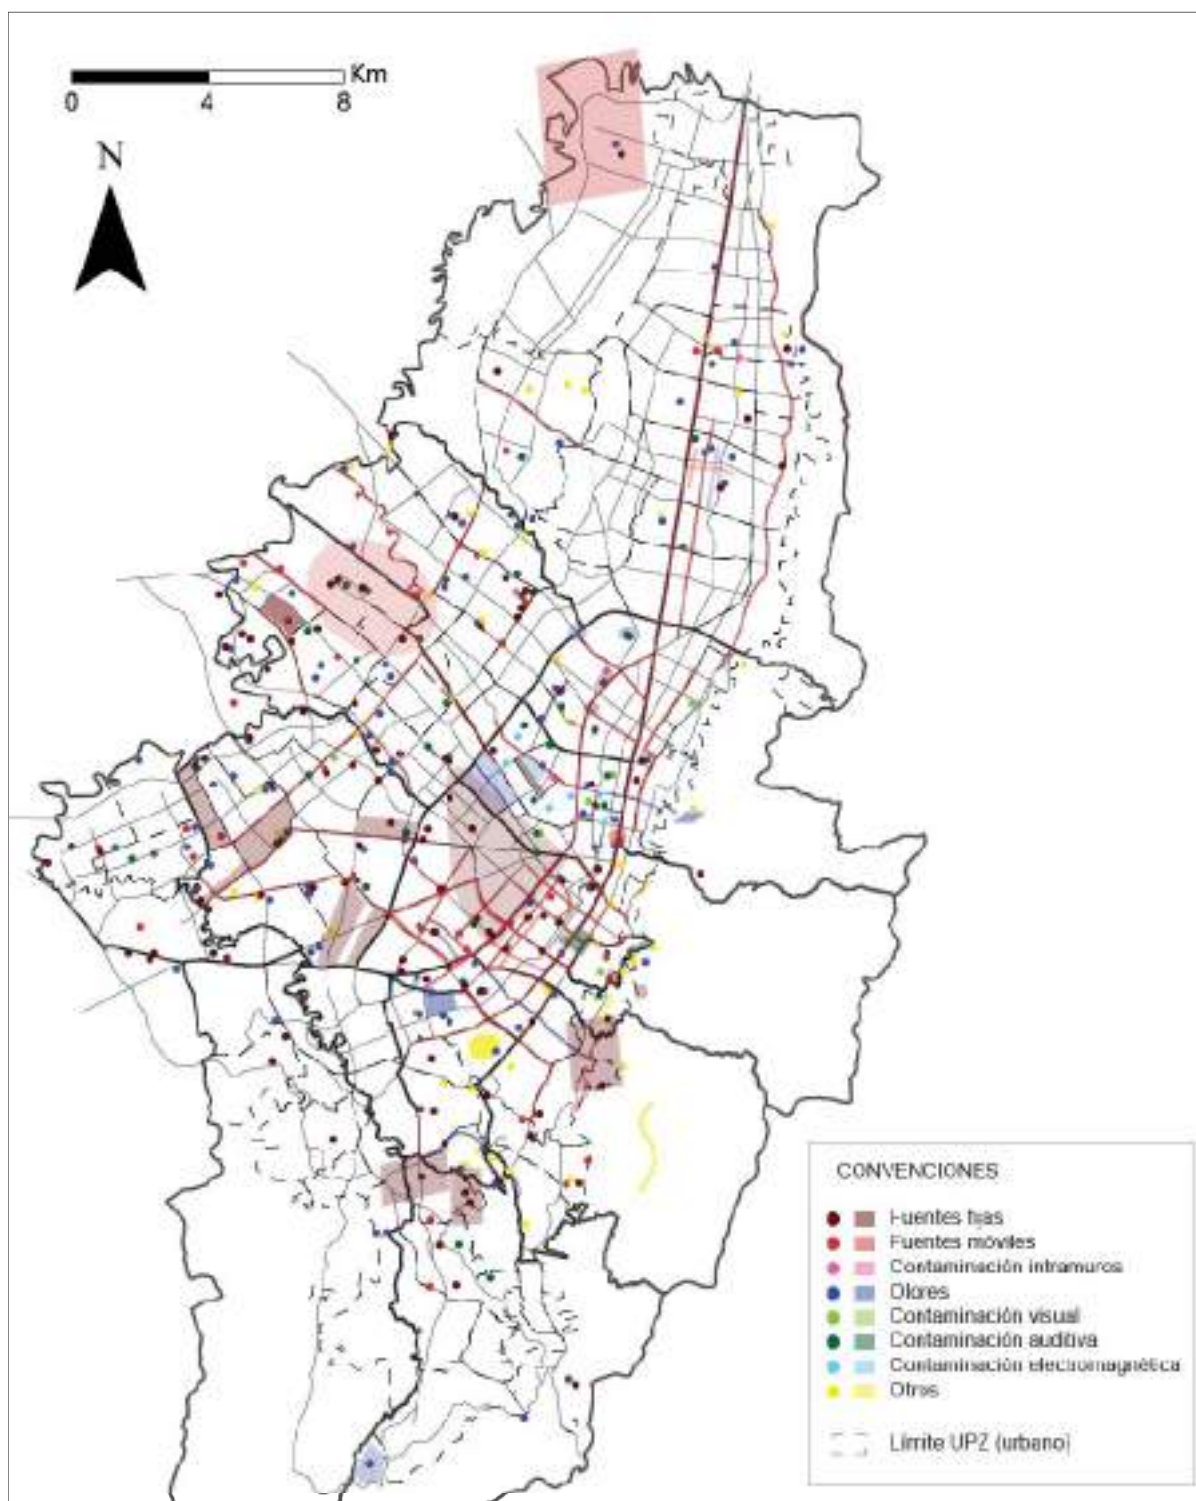 Km
0 4 8
N
CONVENCIONES
Fuentes fijas
Fuentes móviles
Contaminación intramuros
Olores
Contaminación visual
Contaminación auditiva
Contaminación electromagnética
Otros
Límite UPZ (urbano)